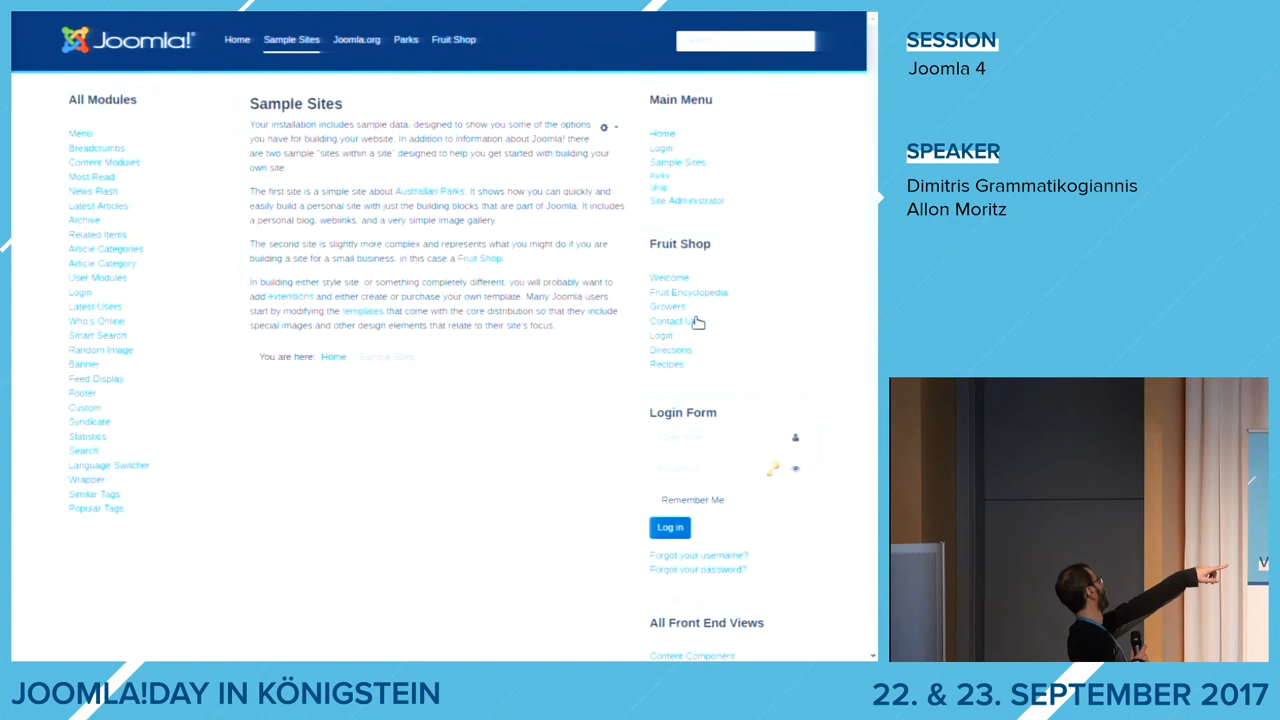 Joomla!
Home Sample Sites Joomla.org Parks Fruit Shop
All Modules
Menu
Breadcrumbs
Content Modules
Most Read
News Flash
Latest Articles
Archive
Related Items
Article Categories
Article Category
User Modules
Login
Latest Users
Who's Online
Smart Search
Random Image
Banner
Feed Display
Footer
Custom
Syndicate
Statistics
Search
Language Switcher
Wrapper
Similar Tags
Popular Tags
Sample Sites
Your installation includes sample data, designed to show you some of the options
you have for building your website. In addition to information about Joomla! there
are two sample "sites within a site" designed to help you get started with building your
own site.
The first site is a simple site about Australian Parks. It shows how you can quickly and
easily build a personal site with just the building blocks that are part of Joomla. It includes
a personal blog, weblinks, and a very simple image gallery.
The second site is slightly more complex and represents what you might do if you are
building a site for a small business, in this case a Fruit Shop.
In building either style site, or something completely different, you will probably want to
add extensions and either create or purchase your own template. Many Joomla users
start by modifying the templates that come with the core distribution so that they include
special images and other design elements that relate to their site's focus.
You are here: Home Sample Sites
Main Menu
Home
Login
Sample Sites
Parks
Shop
Site Administrator
Fruit Shop
Welcome
Fruit Encyclopedia
Growers
Contact
Login
Directions
Recipes
Login Form
Remember Me
Log in
Forgot your username?
Forgot your password?
All Front End Views
Content Component
SESSION
Joomla 4
SPEAKER
Dimitris Grammatikogiannis
Allon Moritz
JOOMLA!DAY IN KÖNIGSTEIN
22. & 23. SEPTEMBER 2017